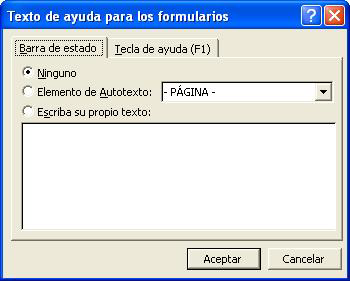 Texto de ayuda para los formularios
Barra de estado Tecla de ayuda (F1)
Ninguno
Elemento de Autotexto: - PÁGINA -
Escriba su propio texto:
Aceptar Cancelar